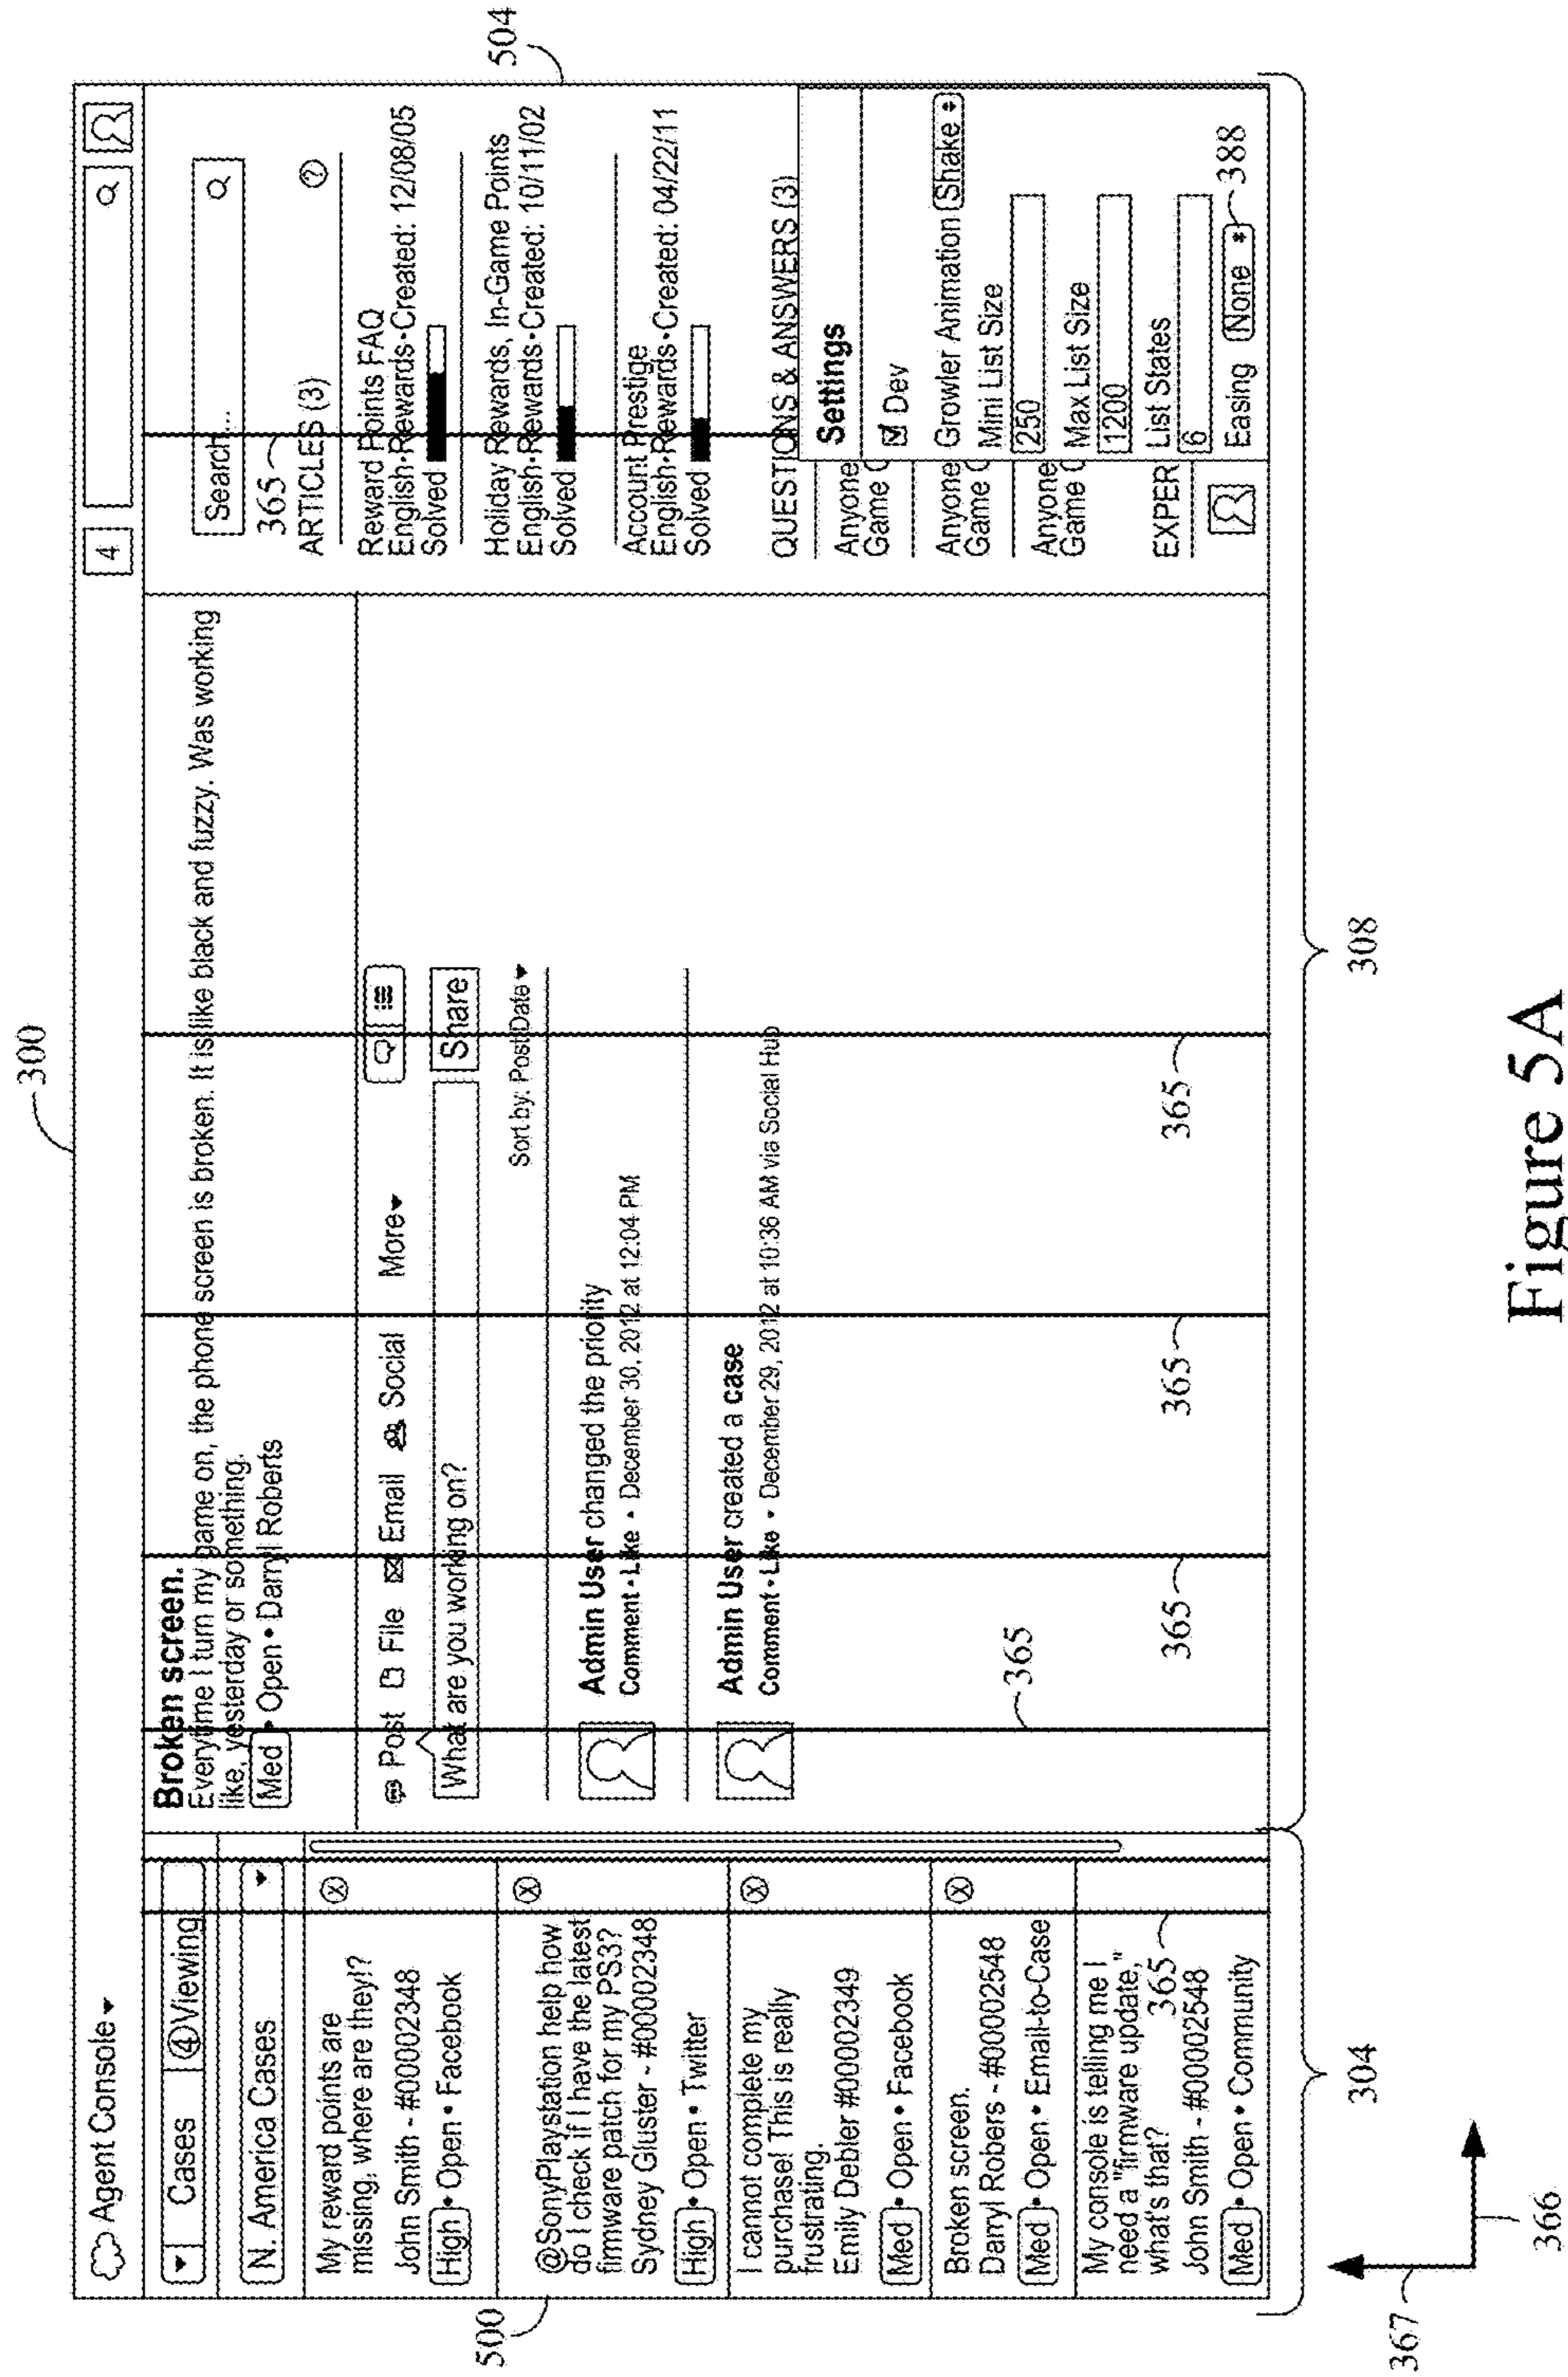 300
Agent Console
4
Cases
④Viewing
N. America Cases
My reward points are
missing, where are they!?
John Smith - #00002348
High • Open • Facebook
@SonyPlaystation help how
do I check if I have the latest
firmware patch for my PS3?
Sydney Gluster - #00002348
High • Open • Twitter
I cannot complete my
purchase! This is really
frustrating.
Emily Debler #00002349
Med • Open • Facebook
Broken screen.
Darryl Robers - #00002548
Med • Open • Email-to-Case
My console is telling me I
need a "firmware update,"
what's that?
365
John Smith - #00002548
Med • Open • Community
Broken screen.
Everytime I turn my game on, the phone screen is broken. It is like black and fuzzy. Was working
like, yesterday or something.
Med • Open • Darryl Roberts
Post File Email Social More
What are you working on?
Share
Sort by: Post Date
Admin User changed the priority
Comment • Like • December 30, 2012 at 12:04 PM
Admin User created a case
Comment • Like • December 29, 2012 at 10:36 AM via Social Hub
365
365
365
365
Search...
365
ARTICLES (3)
?
Reward Points FAQ
English•Rewards•Created: 12/08/05
Solved
Holiday Rewards, In-Game Points
English•Rewards•Created: 10/11/02
Solved
Account Prestige
English•Rewards•Created: 04/22/11
Solved
QUESTIONS & ANSWERS (3)
Anyone
Game C
Anyone
Game C
Anyone
Game C
EXPER
Settings
Dev
Growler Animation Shake
Mini List Size
250
Max List Size
1200
List States
6
Easing None
388
504
500
304
308
367
366
Figure 5A